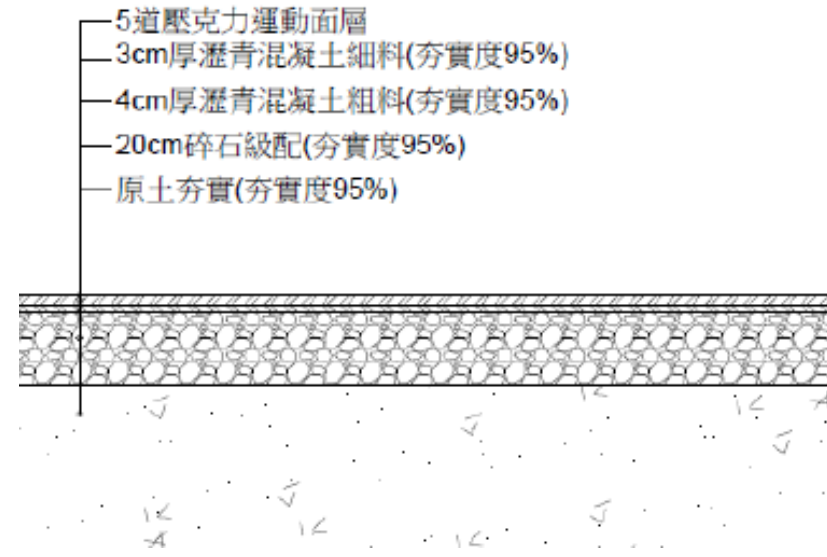 5道壓克力運動面層
3cm厚瀝青混凝土細料(夯實度95%)
4cm厚瀝青混凝土粗料(夯實度95%)
20cm碎石級配(夯實度95%)
原土夯實(夯實度95%)